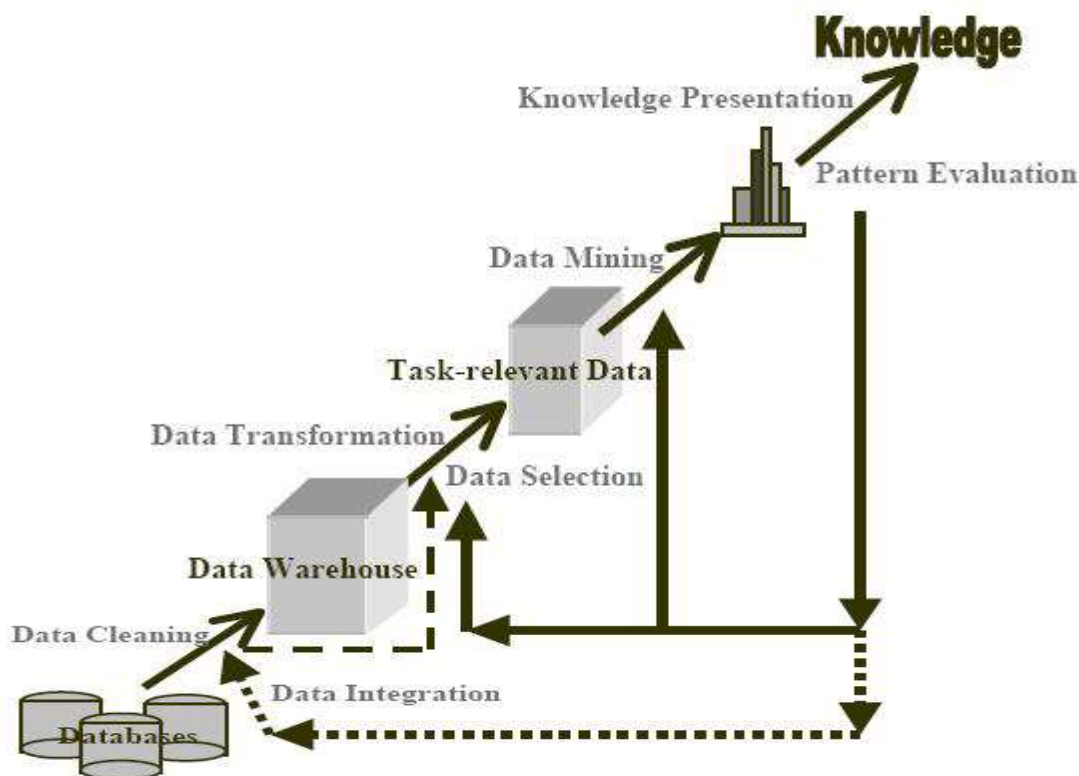 Knowledge
Knowledge Presentation
Pattern Evaluation
Data Mining
Task-relevant Data
Data Transformation
Data Selection
Data Warehouse
Data Cleaning
Data Integration
Databases